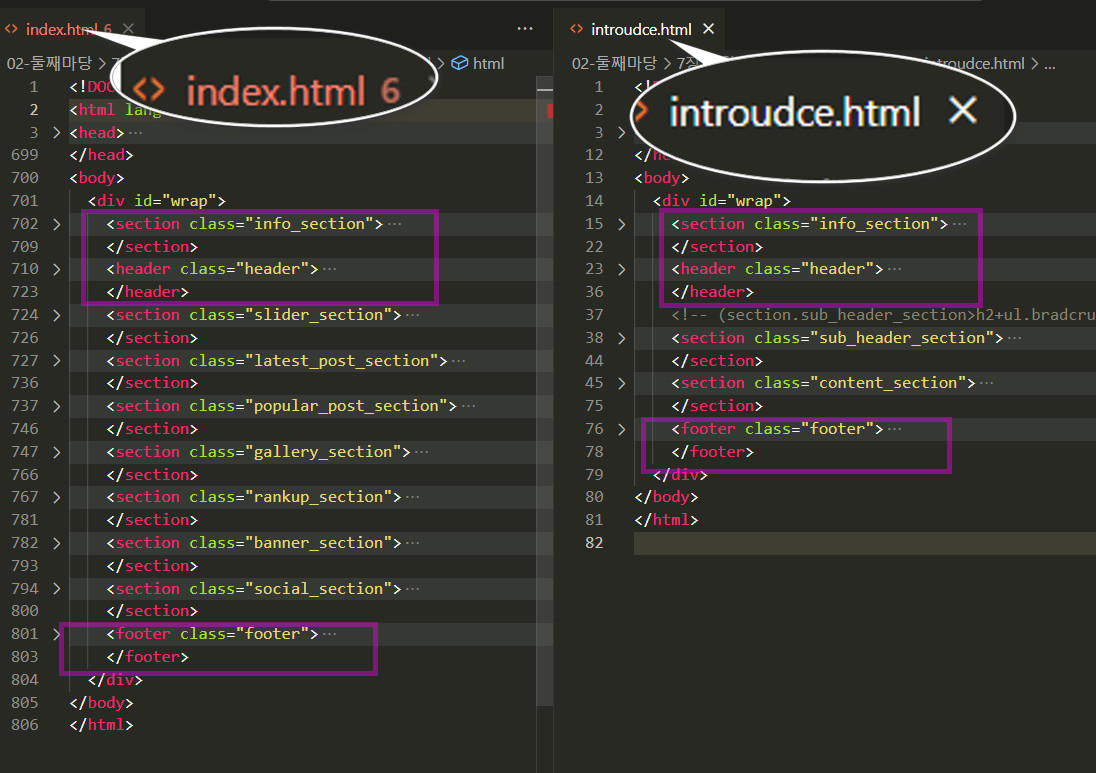 index.html 6
02-둘째마당 > 7
html
index.html 6
1 <!DOC
2 <html lang
3 > <head> ···
699 </head>
700 <body>
701 <div id="wrap">
702 > <section class="info_section"> ···
709 </section>
710 > <header class="header"> ···
723 </header>
724 > <section class="slider_section"> ···
726 </section>
727 > <section class="latest_post_section"> ···
736 </section>
737 > <section class="popular_post_section"> ···
746 </section>
747 > <section class="gallery_section"> ···
766 </section>
767 > <section class="rankup_section"> ···
781 </section>
782 > <section class="banner_section"> ···
793 </section>
794 > <section class="social_section"> ···
800 </section>
801 > <footer class="footer"> ···
803 </footer>
804 </div>
805 </body>
806 </html>
introudce.html
02-둘째마당 > 7장
introudce.html > ...
introudce.html
1
2
3 >
12
13 <body>
14 <div id="wrap">
15 > <section class="info_section"> ···
22 </section>
23 > <header class="header"> ···
36 </header>
37 <!-- (section.sub_header_section>h2+ul.bradcru
38 > <section class="sub_header_section"> ···
44 </section>
45 > <section class="content_section"> ···
75 </section>
76 > <footer class="footer"> ···
78 </footer>
79 </div>
80 </body>
81 </html>
82